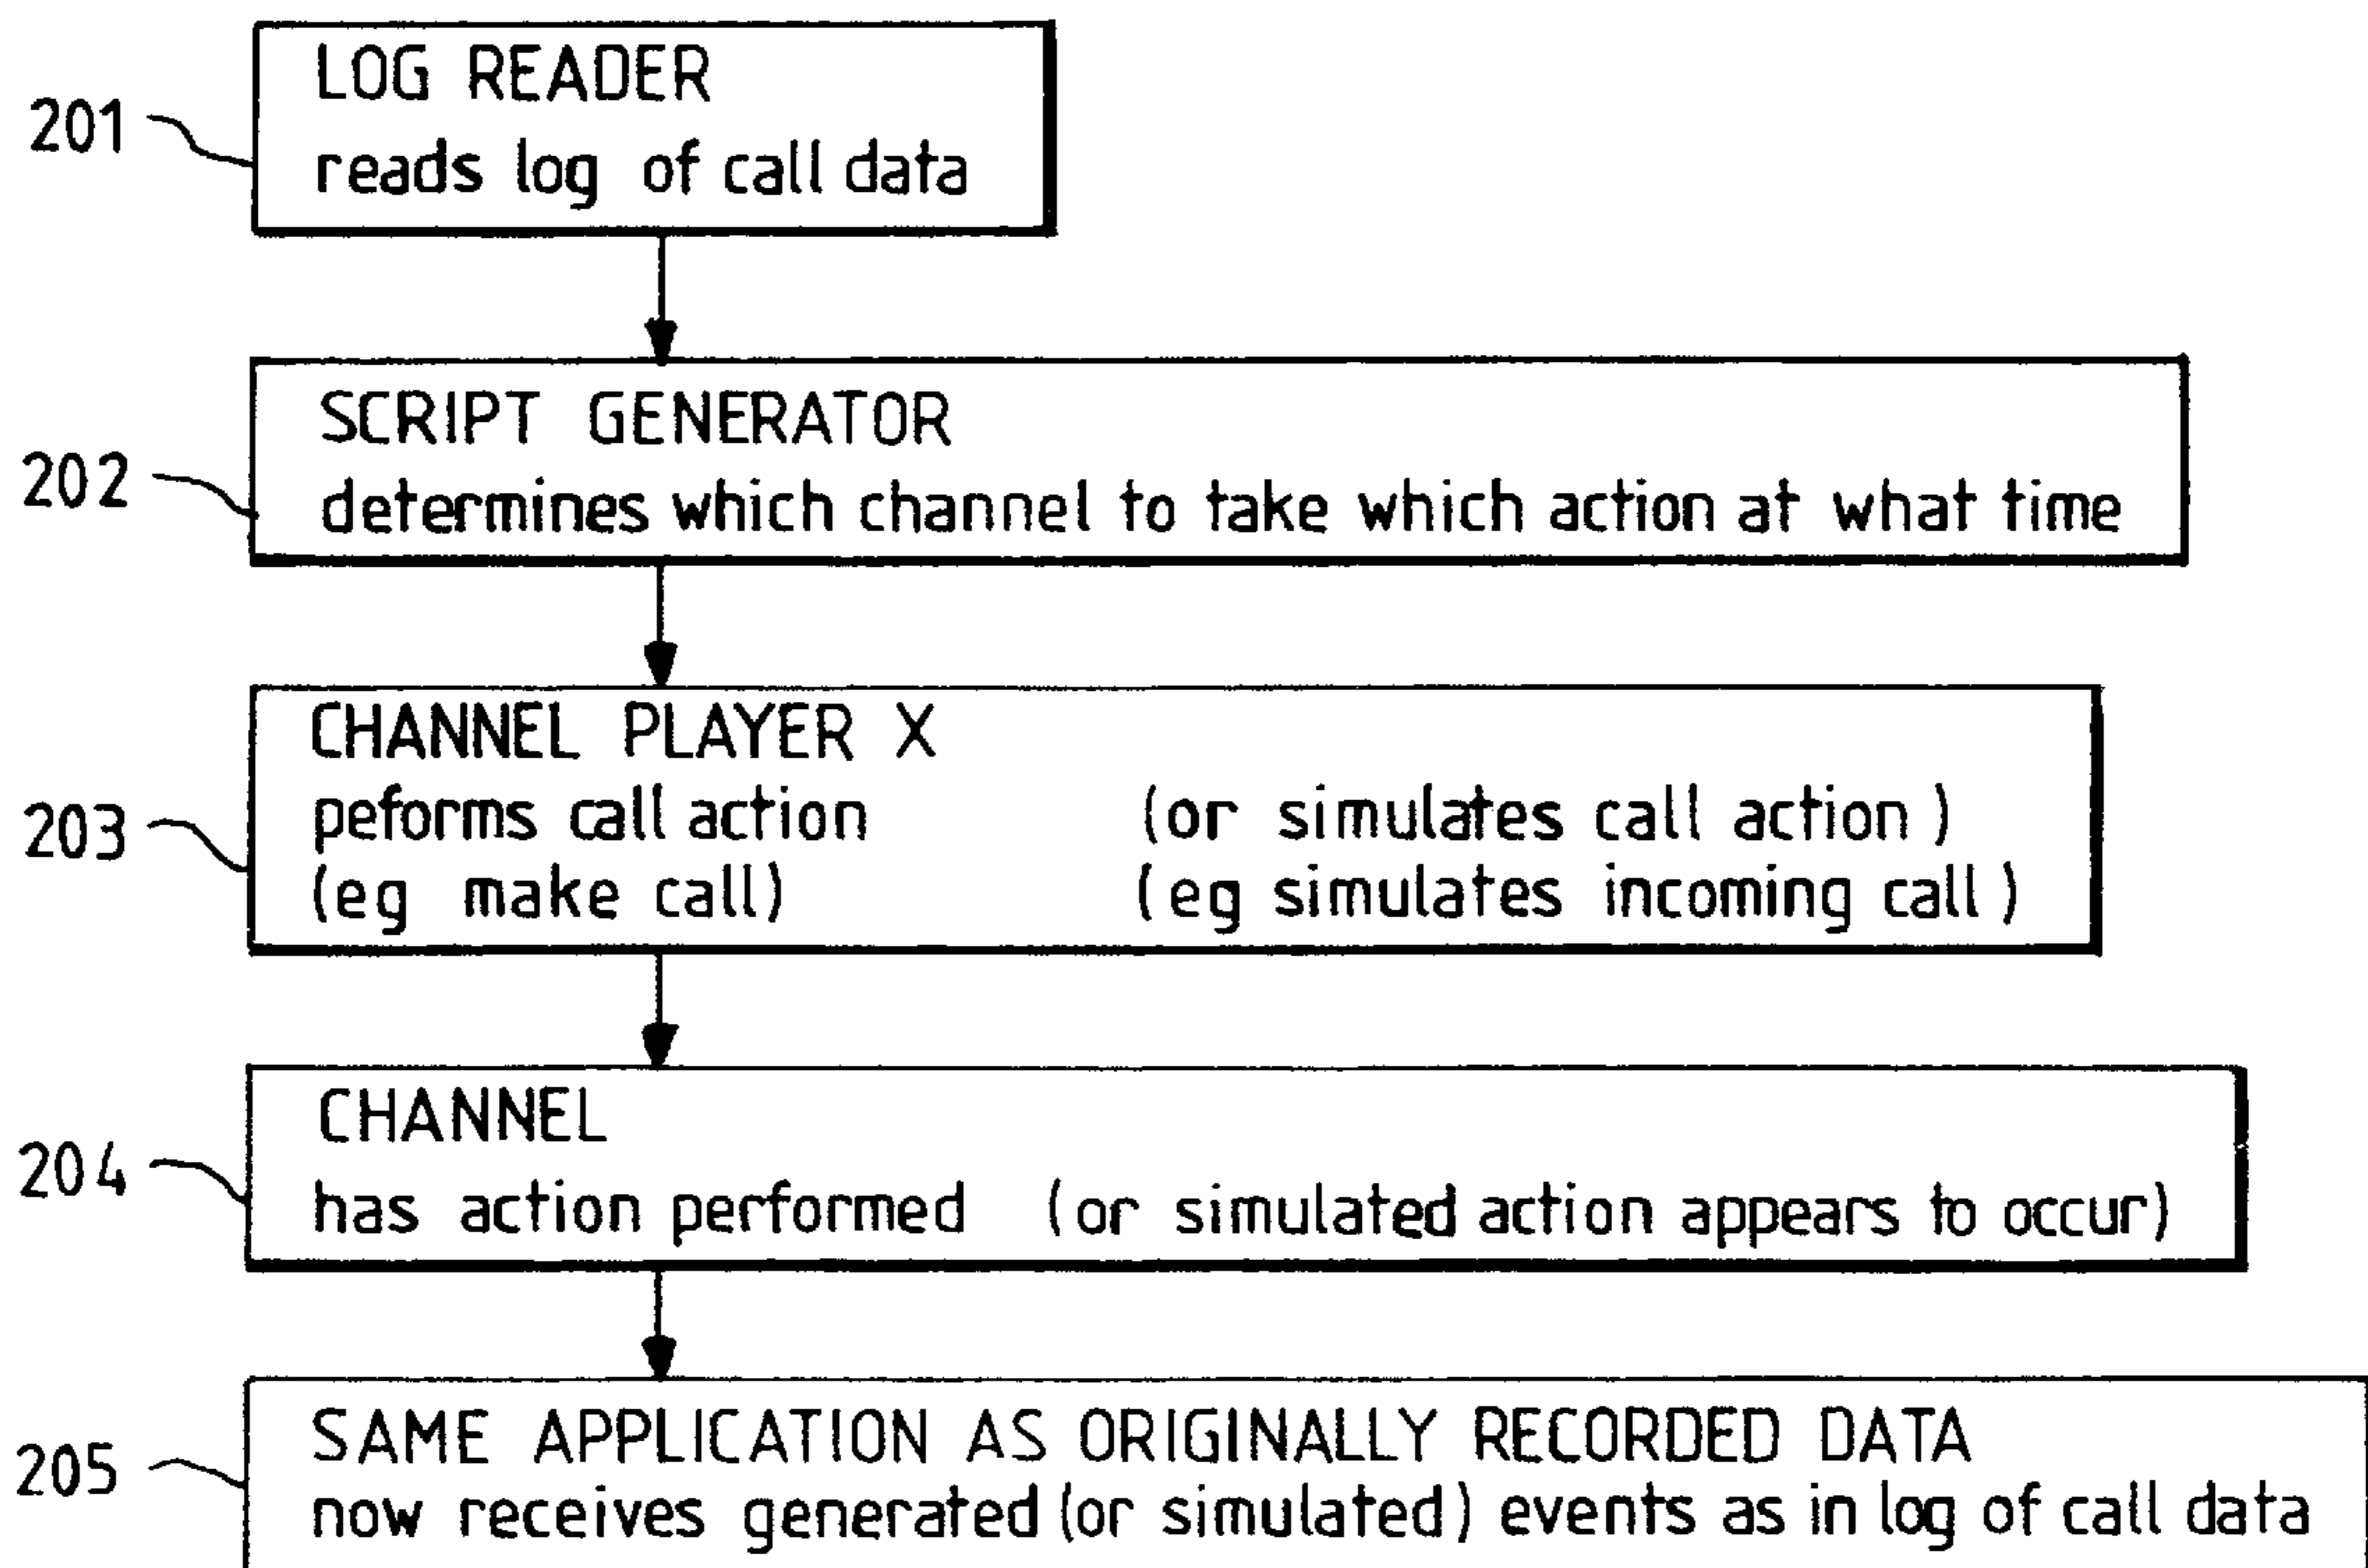 201
LOG READER
reads log of call data
202
SCRIPT GENERATOR
determines which channel to take which action at what time
203
CHANNEL PLAYER X
peforms call action (or simulates call action)
(eg make call) (eg simulates incoming call)
204
CHANNEL
has action performed (or simulated action appears to occur)
205
SAME APPLICATION AS ORIGINALLY RECORDED DATA
now receives generated (or simulated) events as in log of call data